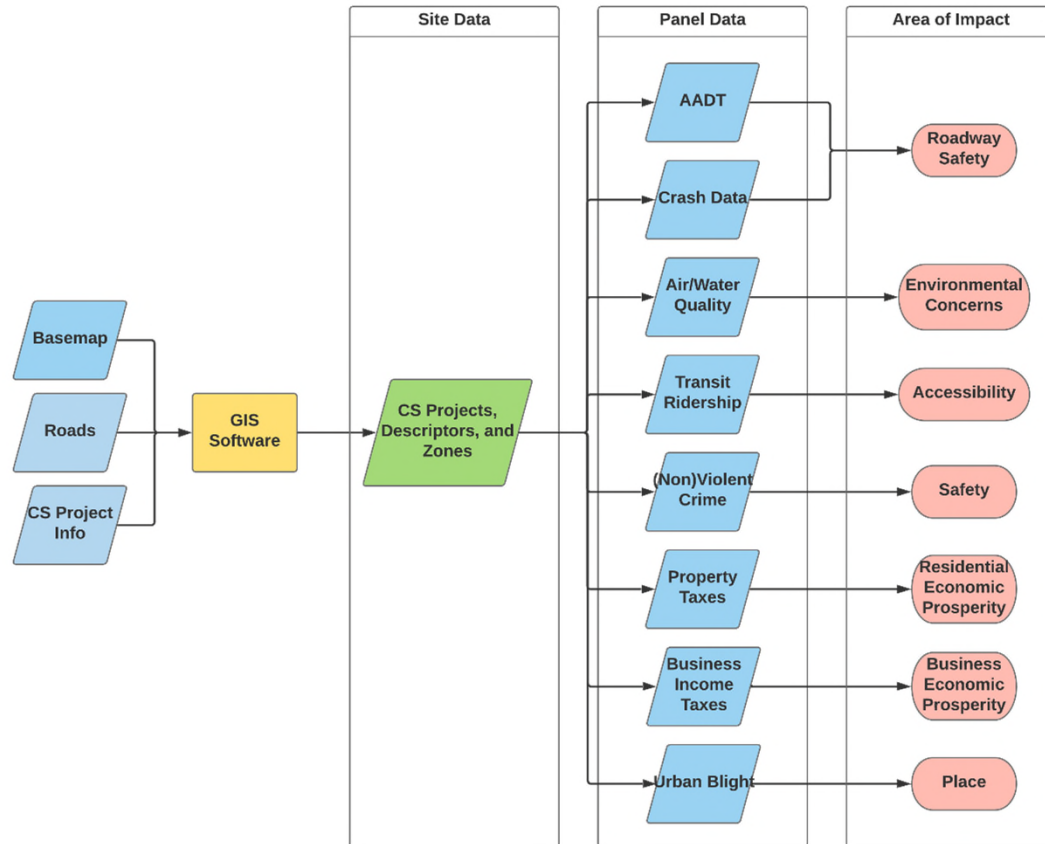 Site Data
Panel Data
Area of Impact
AADT
Roadway
Safety
Crash Data
Air/Water
Quality
Environmental
Concerns
Basemap
Transit
Ridership
Accessibility
Roads
GIS
Software
CS Projects,
Descriptors, and
Zones
CS Project
Info
(Non)Violent
Crime
Safety
Property
Taxes
Residential
Economic
Prosperity
Business
Income
Taxes
Business
Economic
Prosperity
Urban Blight
Place